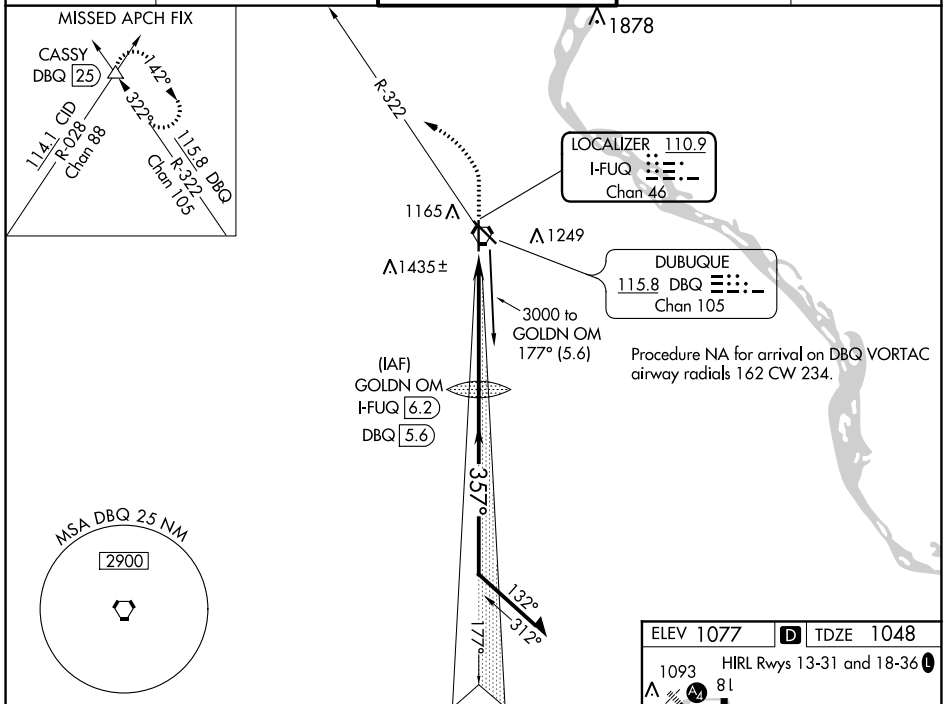 MISSED APCH FIX
CASSY
DBQ 25
142°
322°
114.1 CID
R-028
Chan 88
115.8 DBQ
R-322
Chan 105
R-322
1878
LOCALIZER 110.9
I-FUQ
Chan 46
1165
1249
1435±
DUBUQUE
115.8 DBQ
Chan 105
3000 to
GOLDN OM
177° (5.6)
Procedure NA for arrival on DBQ VORTAC
airway radials 162 CW 234.
(IAF)
GOLDN OM
I-FUQ 6.2
DBQ 5.6
357°
MSA DBQ 25 NM
2900
132°
312°
177°
ELEV 1077 D TDZE 1048
HIRL Rwys 13-31 and 18-36 L
1093
A4
18